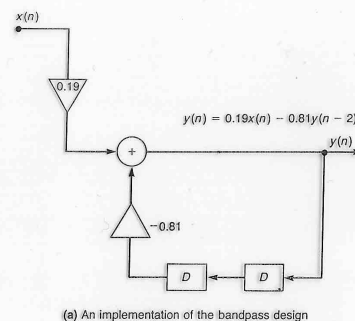 x(n)
0.19
y(n) = 0.19x(n) − 0.81y(n − 2)
y(n)
+
−0.81
D
D
(a) An implementation of the bandpass design